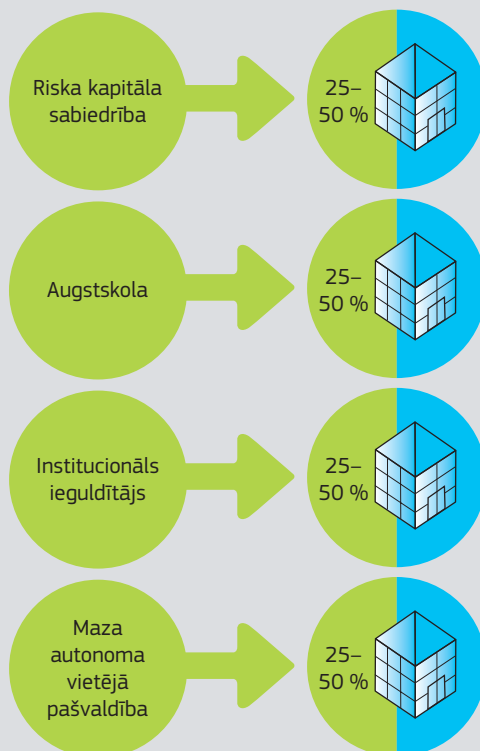 Riska kapitāla
sabiedrība
25–
50 %
Augstskola
25–
50 %
Institucionāls
ieguldītājs
25–
50 %
Maza
autonoma
vietējā
pašvaldība
25–
50 %